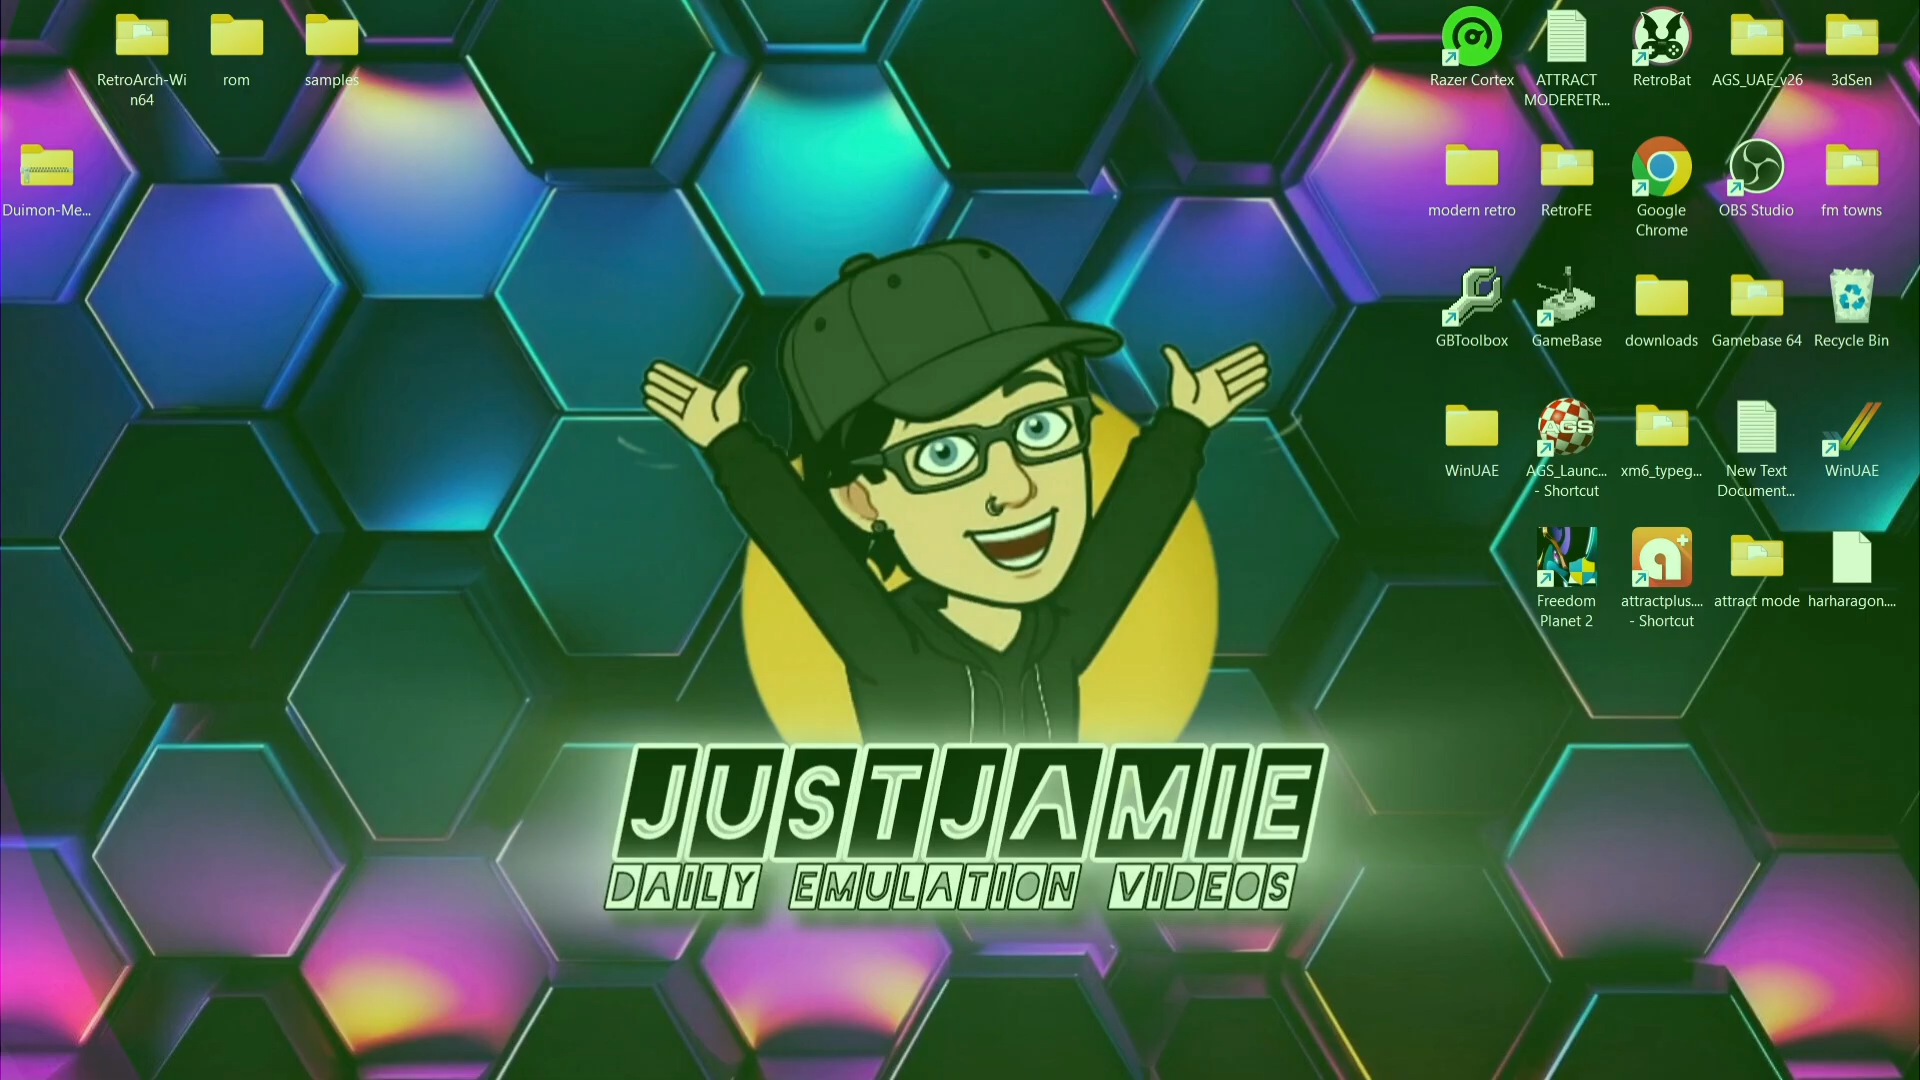 RetroArch-Wi
n64
rom
samples
Duimon-Me...
Razer Cortex
ATTRACT
MODERETR...
RetroBat
AGS_UAE_v26
3dSen
modern retro
RetroFE
Google
Chrome
OBS Studio
fm towns
GBToolbox
GameBase
downloads
Gamebase 64
Recycle Bin
WinUAE
AGS
AGS_Launc...
- Shortcut
xm6_typeg...
New Text
Document...
WinUAE
Freedom
Planet 2
attractplus....
- Shortcut
attract mode
harharagon....
JUSTJAMIE
DAILY EMULATION VIDEOS